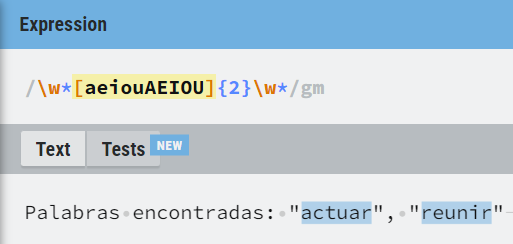 Expression
/\w*[aeiouAEIOU]{2}\w*/gm
Text Tests NEW
Palabras encontradas: "actuar", "reunir"